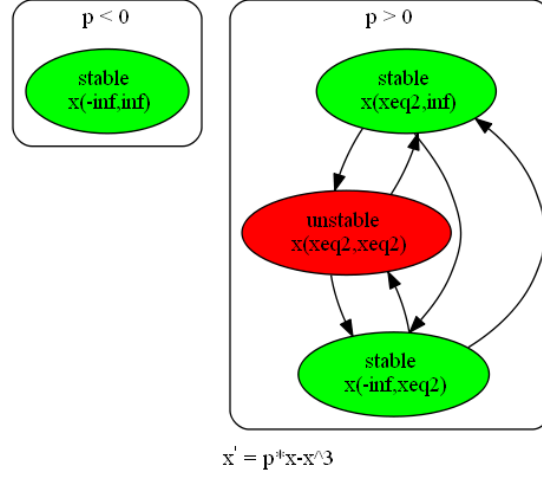 p < 0
stable
x(-inf,inf)
p > 0
stable
x(xeq2,inf)
unstable
x(xeq2,xeq2)
stable
x(-inf,xeq2)
x' = p*x-x^3